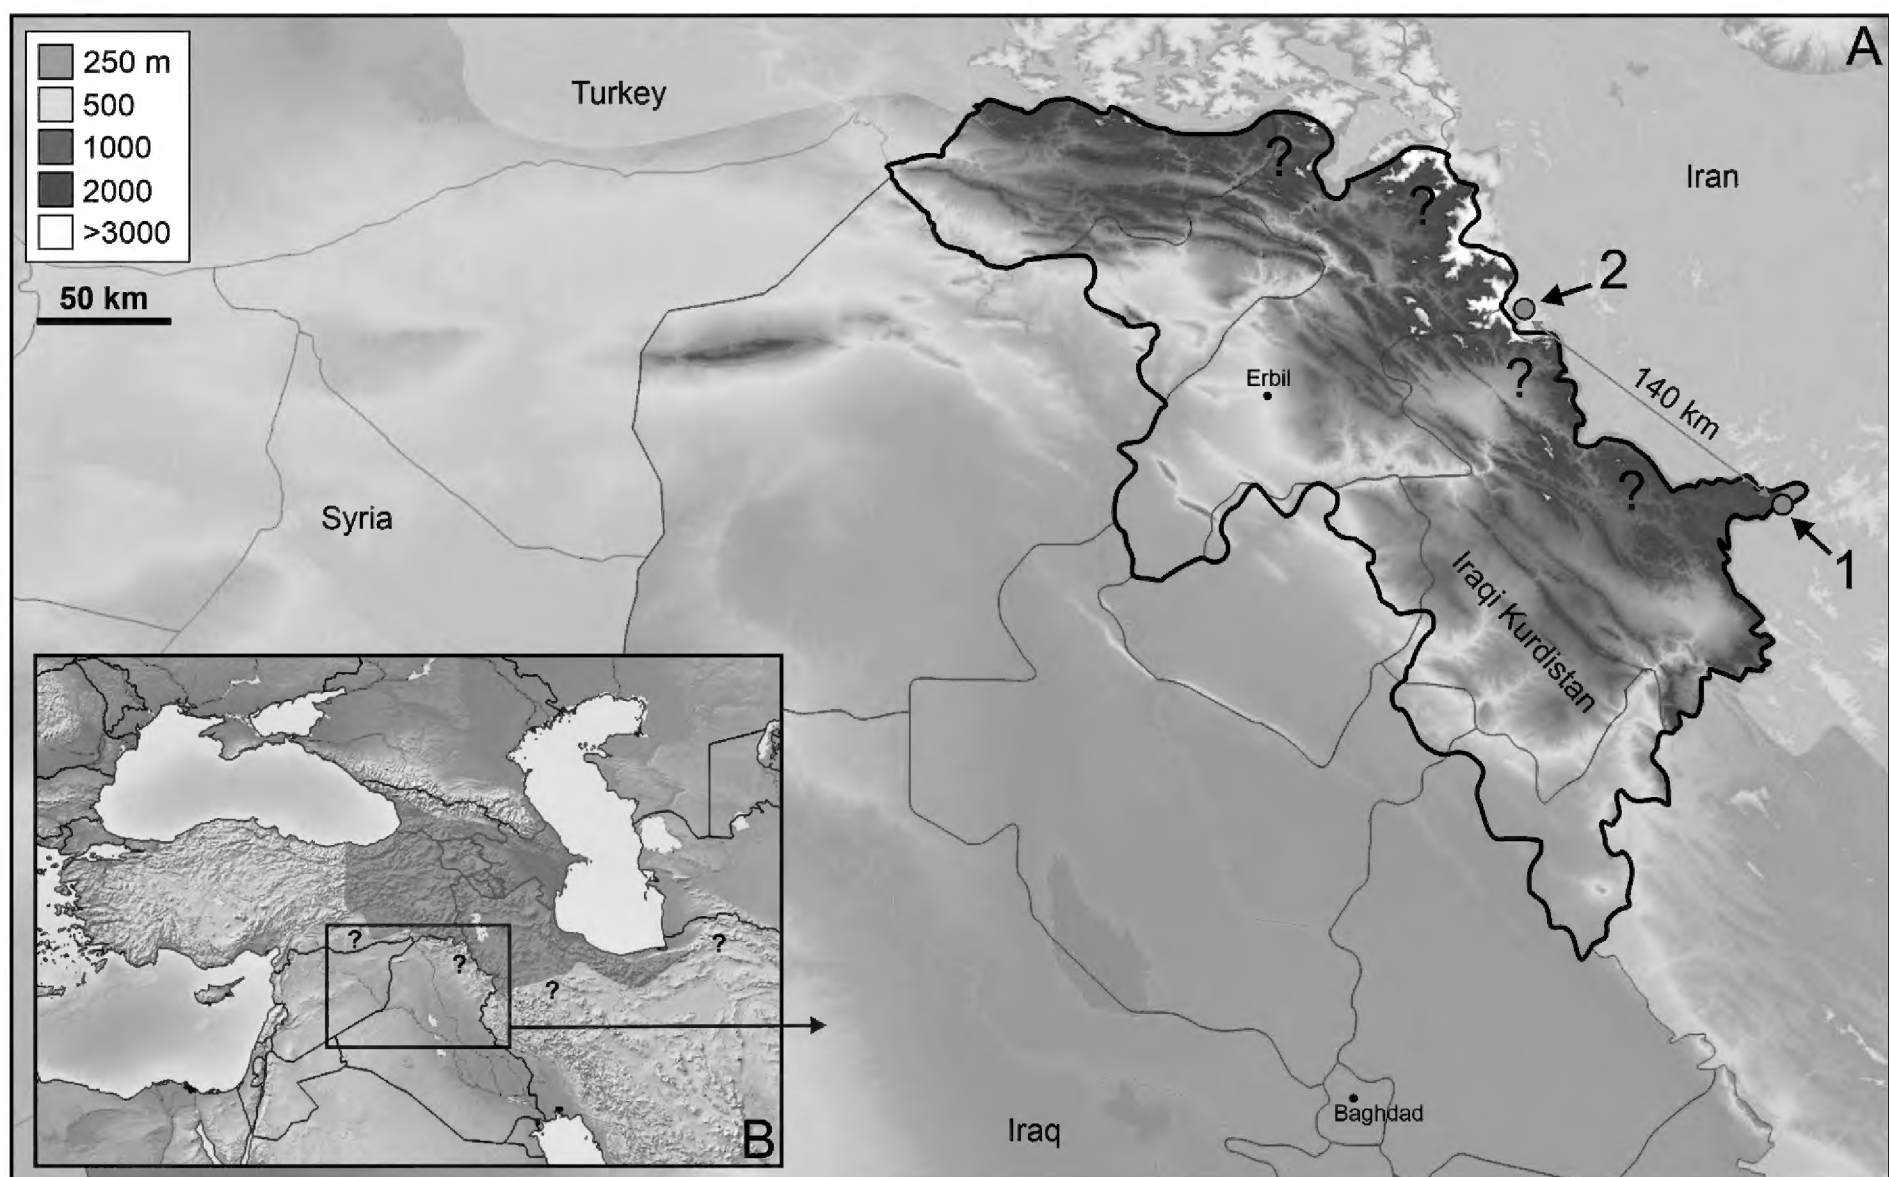 A
250 m
500
1000
2000
>3000
50 km
Turkey
Iran
?
?
2
?
140 km
Erbil
?
1
Syria
Iraqi Kurdistan
Iraq
Baghdad
?
?
?
?
B